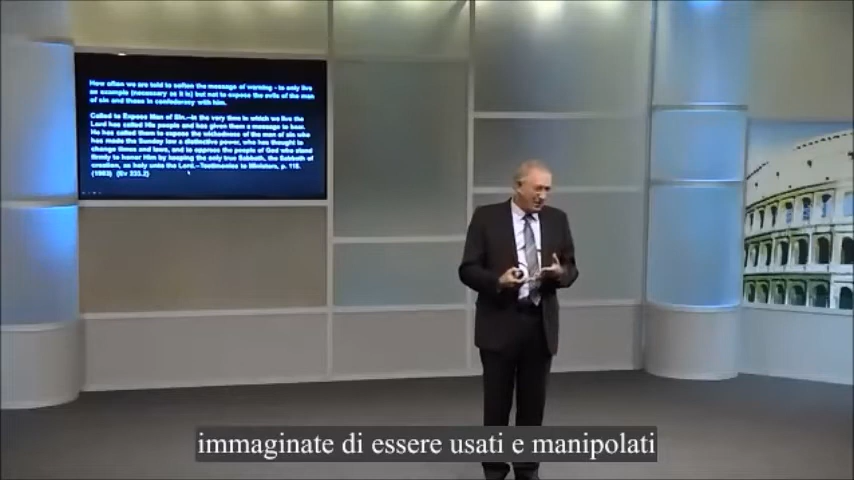 How often we are told to soften the message of warning - to only live
an example (necessary as it is) but not to expose the evils of the man
of sin and those in confederacy with him.
Called to Expose Man of Sin.--In the very time in which we live the
Lord has called His people and has given them a message to bear.
He has called them to expose the wickedness of the man of sin who
has made the Sunday law a distinctive power, who has thought to
change times and laws, and to oppress the people of God who stand
firmly to honor Him by keeping the only true Sabbath, the Sabbath of
creation, as holy unto the Lord.--Testimonies to Ministers, p. 118.
(1903) {Ev 233.2}
immaginate di essere usati e manipolati